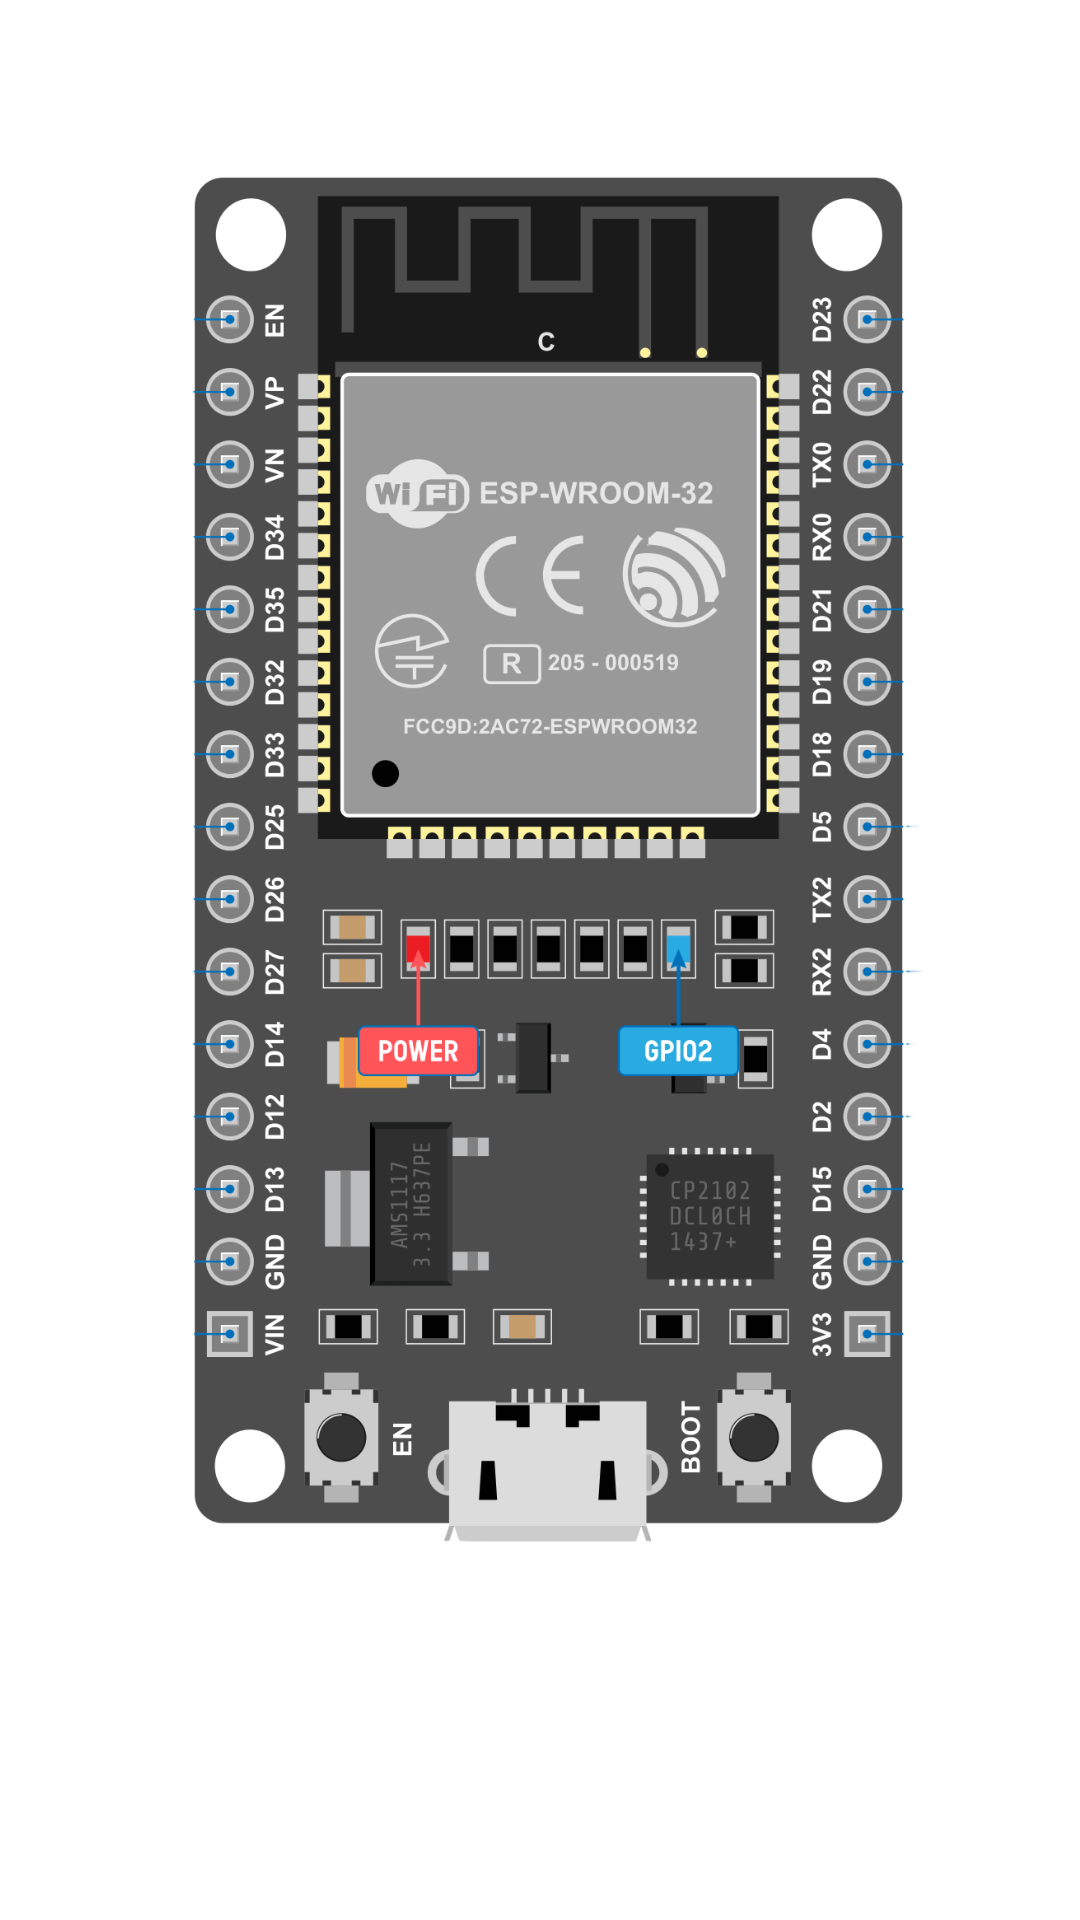 C
WiFi ESP-WROOM-32
CE
R 205 - 000519
FCC9D:2AC72-ESPWROOM32
EN
VP
VN
D34
D35
D32
D33
D25
D26
D27
D14
D12
D13
GND
VIN
D23
D22
TX0
RX0
D21
D19
D18
D5
TX2
RX2
D4
D2
D15
GND
3V3
POWER
GPIO2
AMS1117
3.3 H637PE
CP2102
DCL0CH
1437+
EN
BOOT